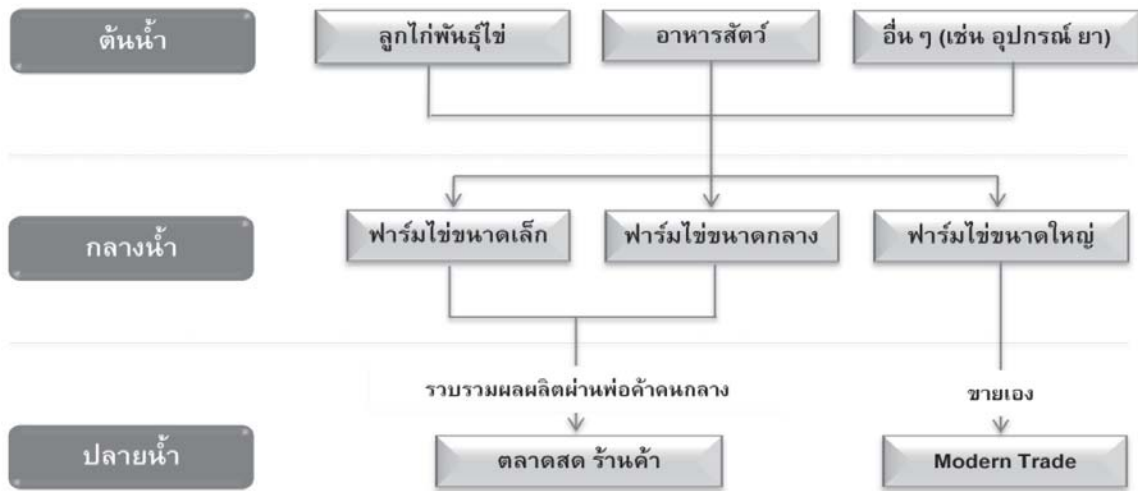 ต้นน้ำ
ลูกไก่พันธุ์ไข่
อาหารสัตว์
อื่น ๆ (เช่น อุปกรณ์ ยา)
กลางน้ำ
ฟาร์มไข่ขนาดเล็ก
ฟาร์มไข่ขนาดกลาง
ฟาร์มไข่ขนาดใหญ่
รวบรวมผลผลิตผ่านพ่อค้าคนกลาง
ขายเอง
ปลายน้ำ
ตลาดสด ร้านค้า
Modern Trade